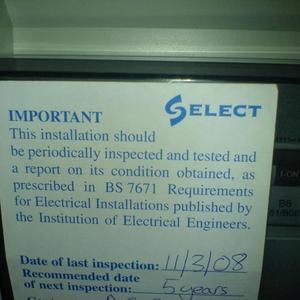 SELECT
IMPORTANT
This installation should
be periodically inspected and tested and
a report on its condition obtained, as
prescribed in BS 7671 Requirements
for Electrical Installations published by
the Institution of Electrical Engineers.
Date of last inspection: 11/3/08
Recommended date
of next inspection: 5 years
I-ON
B6